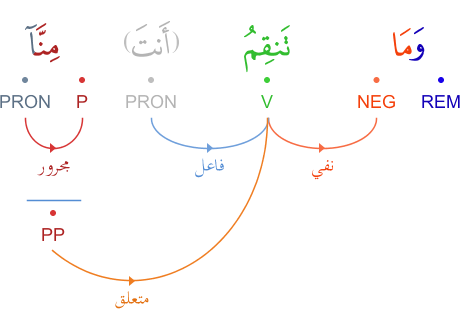 وَمَا تَنقِمُ (أَنتَ) مِنَّآ
REM NEG V PRON P PRON
نفي فاعل مجرور
PP
متعلق